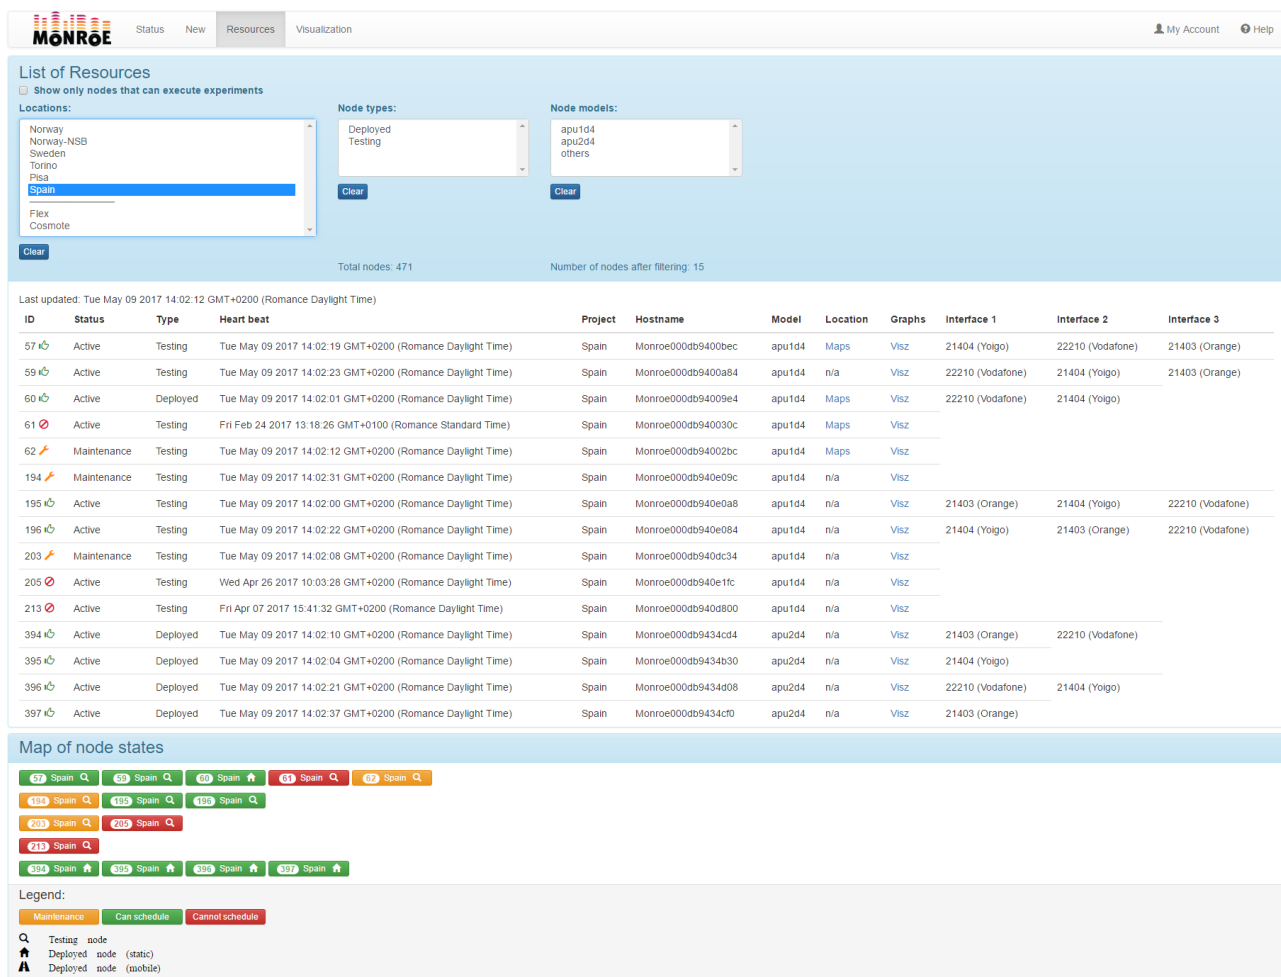 MONROE Status New Resources Visualization My Account Help
List of Resources
Show only nodes that can execute experiments
Locations: Node types: Node models:
Norway Deployed apu1d4
Norway-NSB Testing apu2d4
Sweden others
Torino
Pisa
Spain
Clear Clear
Flex
Cosmote
Clear
Total nodes: 471 Number of nodes after filtering: 15
Last updated: Tue May 09 2017 14:02:12 GMT+0200 (Romance Daylight Time)
ID Status Type Heart beat Project Hostname Model Location Graphs Interface 1 Interface 2 Interface 3
57 Active Testing Tue May 09 2017 14:02:19 GMT+0200 (Romance Daylight Time) Spain Monroe000db9400bec apu1d4 Maps Visz 21404 (Yoigo) 22210 (Vodafone) 21403 (Orange)
59 Active Testing Tue May 09 2017 14:02:23 GMT+0200 (Romance Daylight Time) Spain Monroe000db9400a84 apu1d4 n/a Visz 22210 (Vodafone) 21404 (Yoigo) 21403 (Orange)
60 Active Deployed Tue May 09 2017 14:02:01 GMT+0200 (Romance Daylight Time) Spain Monroe000db94009e4 apu1d4 Maps Visz 22210 (Vodafone) 21404 (Yoigo)
61 Active Testing Fri Feb 24 2017 13:18:26 GMT+0100 (Romance Standard Time) Spain Monroe000db940030c apu1d4 Maps Visz
62 Maintenance Testing Tue May 09 2017 14:02:12 GMT+0200 (Romance Daylight Time) Spain Monroe000db94002bc apu1d4 Maps Visz
194 Maintenance Testing Tue May 09 2017 14:02:31 GMT+0200 (Romance Daylight Time) Spain Monroe000db940e09c apu1d4 n/a Visz
195 Active Testing Tue May 09 2017 14:02:00 GMT+0200 (Romance Daylight Time) Spain Monroe000db940e0a8 apu1d4 n/a Visz 21403 (Orange) 21404 (Yoigo) 22210 (Vodafone)
196 Active Testing Tue May 09 2017 14:02:22 GMT+0200 (Romance Daylight Time) Spain Monroe000db940e084 apu1d4 n/a Visz 21404 (Yoigo) 21403 (Orange) 22210 (Vodafone)
203 Maintenance Testing Tue May 09 2017 14:02:08 GMT+0200 (Romance Daylight Time) Spain Monroe000db940dc34 apu1d4 n/a Visz
205 Active Testing Wed Apr 26 2017 10:03:28 GMT+0200 (Romance Daylight Time) Spain Monroe000db940e1fc apu1d4 n/a Visz
213 Active Testing Fri Apr 07 2017 15:41:32 GMT+0200 (Romance Daylight Time) Spain Monroe000db940d800 apu1d4 n/a Visz
394 Active Deployed Tue May 09 2017 14:02:10 GMT+0200 (Romance Daylight Time) Spain Monroe000db9434cd4 apu2d4 n/a Visz 21403 (Orange) 22210 (Vodafone)
395 Active Deployed Tue May 09 2017 14:02:04 GMT+0200 (Romance Daylight Time) Spain Monroe000db9434b30 apu2d4 n/a Visz 21404 (Yoigo)
396 Active Deployed Tue May 09 2017 14:02:21 GMT+0200 (Romance Daylight Time) Spain Monroe000db9434d08 apu2d4 n/a Visz 22210 (Vodafone) 21404 (Yoigo)
397 Active Deployed Tue May 09 2017 14:02:37 GMT+0200 (Romance Daylight Time) Spain Monroe000db9434cf0 apu2d4 n/a Visz 21403 (Orange)
Map of node states
57 Spain 59 Spain 60 Spain 61 Spain 62 Spain
194 Spain 195 Spain 196 Spain
203 Spain 205 Spain
213 Spain
394 Spain 395 Spain 396 Spain 397 Spain
Legend:
Maintenance Can schedule Cannot schedule
Testing node
Deployed node (static)
Deployed node (mobile)